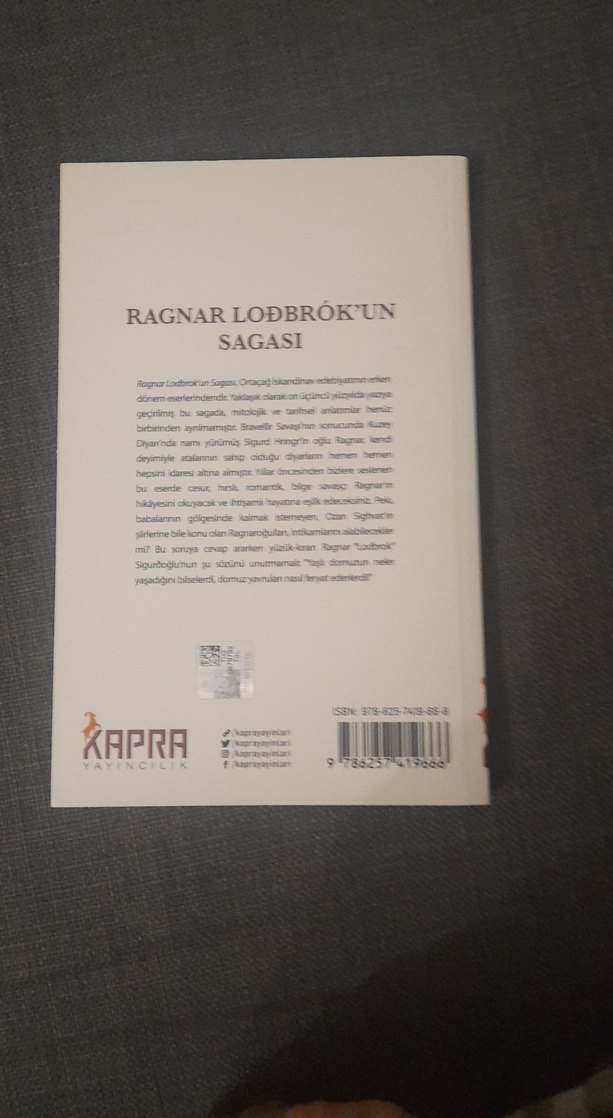 RAGNAR LOÐBRÓK'UN
SAGASI
Ragnar Lodbrok'un Sagası, Ortaçağ İskandinav edebiyatının erken
dönem eserlerindendir. Yaklaşık olarak on üçüncü yüzyılda yazıya
geçirilmiş bu sagada, mitolojik ve tarihsel anlatımlar henüz
birbirinden ayrılmamıştır. Bravellir Savaşı'nın sonucunda Kuzey
Diyarı'nda namı yürümüş Sigurd Hringr'in oğlu Ragnar, kendi
deyimiyle atalarının sahip olduğu diyarların hemen hemen
hepsini idaresi altına almıştır. Yıllar öncesinden bizlere seslenen
bu eserde cesur, hırslı, romantik, bilge savaşçı Ragnar'ın
hikâyesini okuyacak ve ihtişamlı hayatına eşlik edeceksiniz. Peki,
babalarının gölgesinde kalmak istemeyen, Ozan Sighvat'ın
şiirlerine bile konu olan Ragnaroğulları, intikamlarını alabilecekler
mi? Bu soruya cevap ararken yüzük-kıran Ragnar "Lodbrok"
Sigurðoğlu'nun şu sözünü unutmamalı: "Yaşlı domuzun neler
yaşadığını bilselerdi, domuz yavruları nasıl feryat ederlerdi!"
ISBN: 978-625-7419-66-6
KAPRA
YAYINCILIK
/kaprayayinlari
/kaprayayinlari
/kaprayayinlari
/kaprayayinlari
9 786257 419666